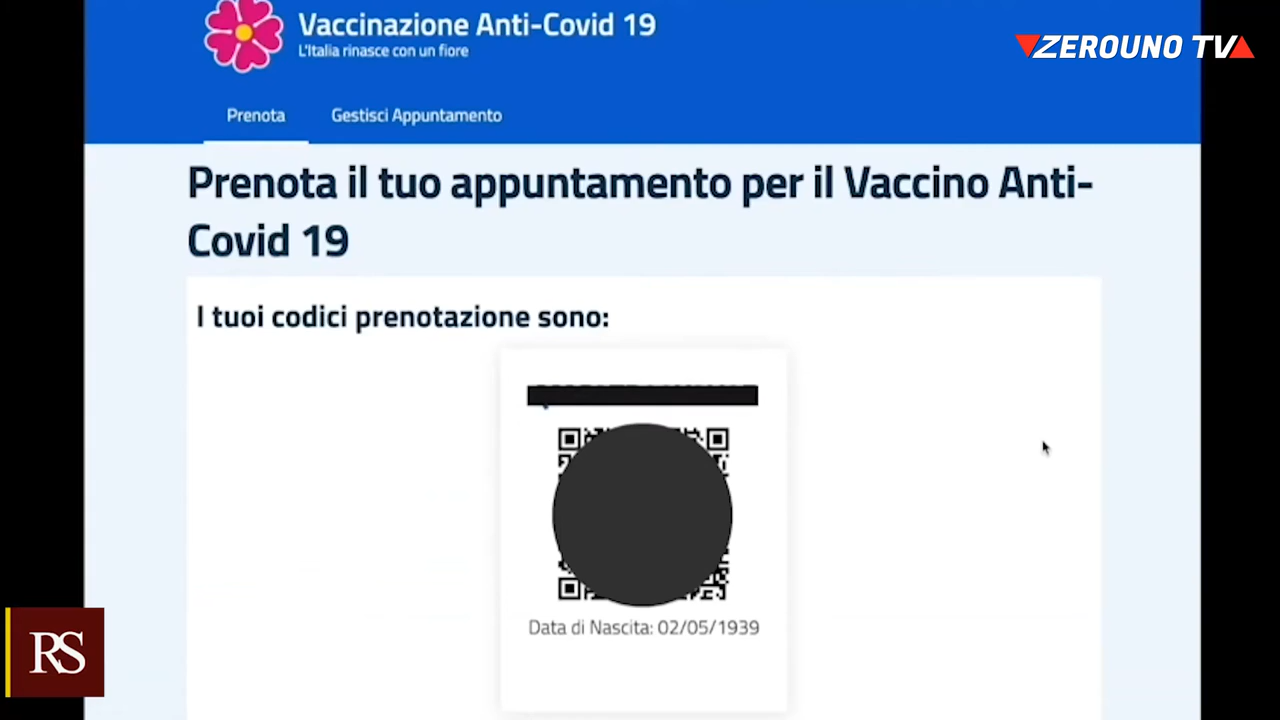 Vaccinazione Anti-Covid 19
L'Italia rinasce con un fiore
ZEROUNO TV
Prenota
Gestisci Appuntamento
Prenota il tuo appuntamento per il Vaccino Anti-
Covid 19
I tuoi codici prenotazione sono:
Data di Nascita: 02/05/1939
RS